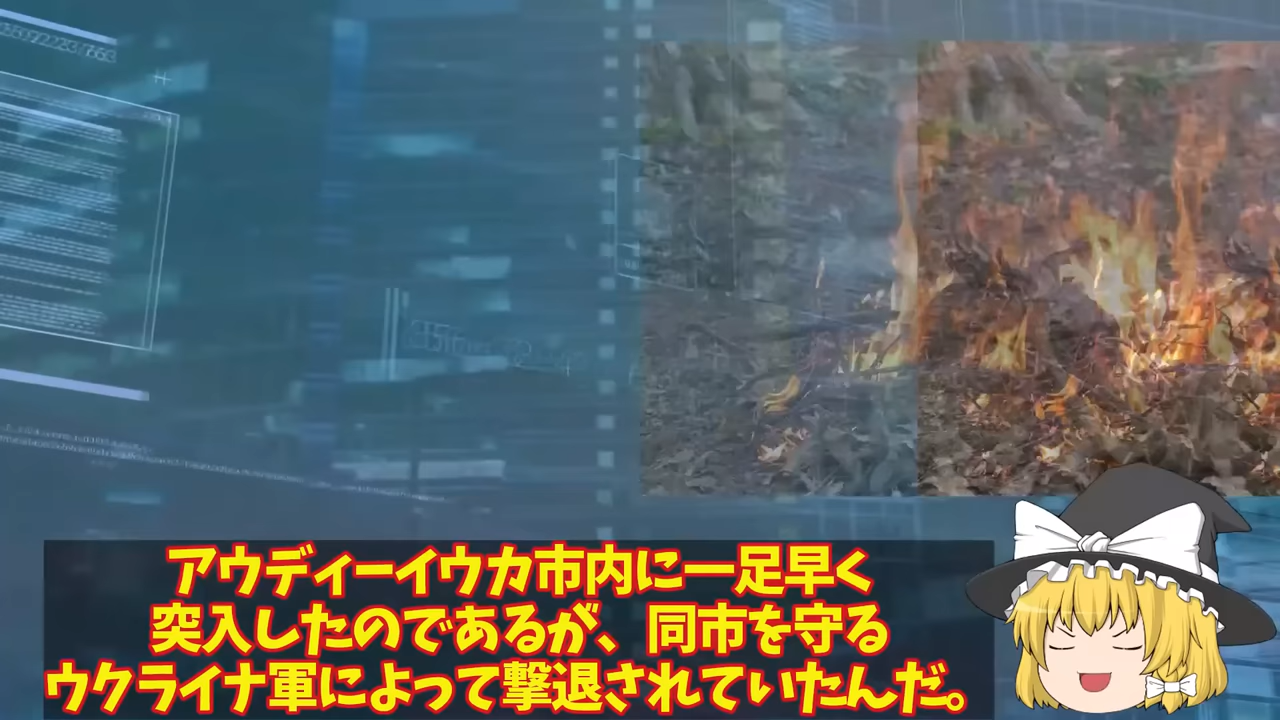 アウディーイウカ市内に一足早く
突入したのであるが、同市を守る
ウクライナ軍によって撃退されていたんだ。